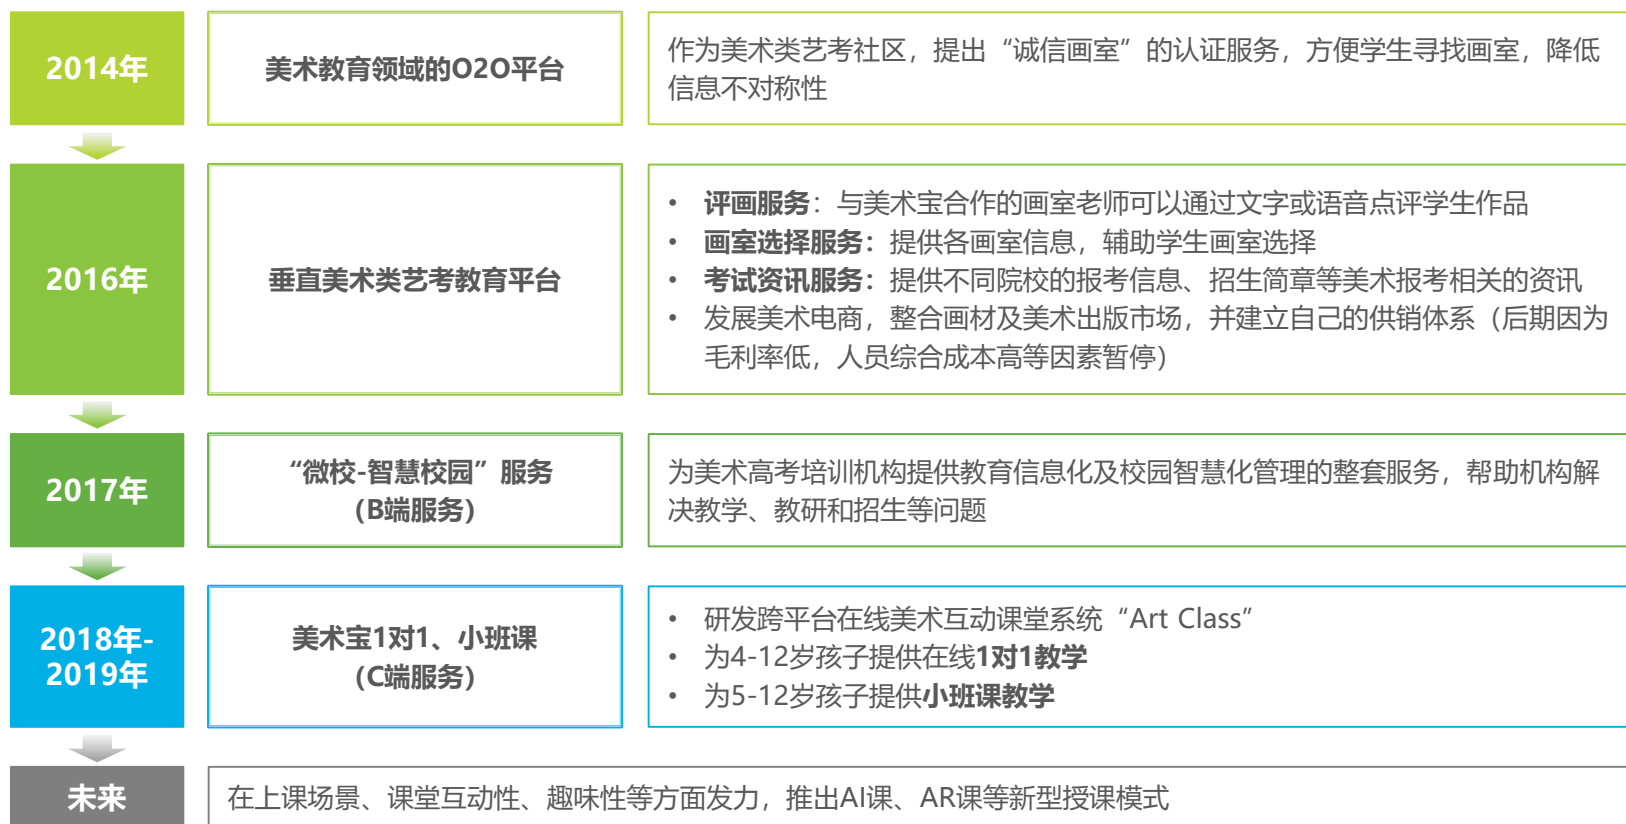 2014年
美术教育领域的O2O平台
作为美术类艺考社区，提出“诚信画室”的认证服务，方便学生寻找画室，降低
信息不对称性
2016年
垂直美术类艺考教育平台
• 评画服务：与美术宝合作的画室老师可以通过文字或语音点评学生作品
• 画室选择服务：提供各画室信息，辅助学生画室选择
• 考试资讯服务：提供不同院校的报考信息、招生简章等美术报考相关的资讯
• 发展美术电商，整合画材及美术出版市场，并建立自己的供销体系（后期因为
毛利率低，人员综合成本高等因素暂停）
2017年
“微校-智慧校园”服务
（B端服务）
为美术高考培训机构提供教育信息化及校园智慧化管理的整套服务，帮助机构解
决教学、教研和招生等问题
2018年-
2019年
美术宝1对1、小班课
（C端服务）
• 研发跨平台在线美术互动课堂系统“Art Class”
• 为4-12岁孩子提供在线1对1教学
• 为5-12岁孩子提供小班课教学
未来
在上课场景、课堂互动性、趣味性等方面发力，推出AI课、AR课等新型授课模式